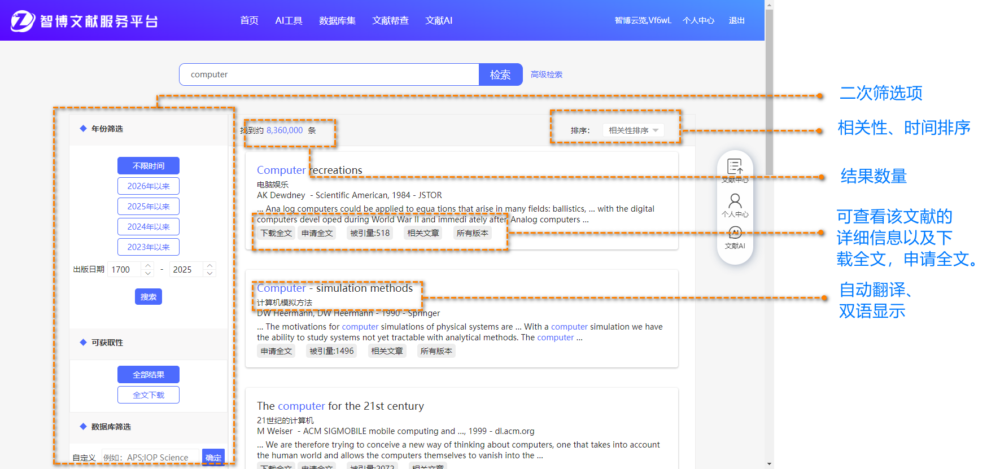 智博文献服务平台
首页 AI工具 数据库集 文献帮查 文献AI
智博云览,Vf6wL 个人中心 退出
computer 检索 高级检索
二次筛选项
年份筛选
不限时间
2026年以来
2025年以来
2024年以来
2023年以来
出版日期 1700 - 2025
搜索
可获取性
全部结果
全文下载
数据库筛选
自定义 例如：APS;IOP Science 确定
找到约 8,360,000 条
排序： 相关性排序
相关性、时间排序
Computer recreations
电脑娱乐
AK Dewdney - Scientific American, 1984 - JSTOR
... Ana log computers could be applied to equa tions that arise in many fields: ballistics, ... with the digital
computers devel oped during World War II and immedi ately after Analog computers ...
下载全文 申请全文 被引量:518 相关文章 所有版本
Computer - simulation methods
计算机模拟方法
DW Heermann, DW Heermann - 1990 - Springer
... The motivations for computer simulations of physical systems are ... With a computer simulation we have
the ability to study systems not yet tractable with analytical methods. The computer ...
申请全文 被引量:1496 相关文章 所有版本
The computer for the 21st century
21世纪的计算机
M Weiser - ACM SIGMOBILE mobile computing and ..., 1999 - dl.acm.org
... We are therefore trying to conceive a new way of thinking about computers, one that takes into account
the human world and allows the computers themselves to vanish into the ...
下载全文 申请全文 被引量:2072 相关文章
文献中心
个人中心
文献AI
结果数量
可查看该文献的
详细信息以及下
载全文，申请全文。
自动翻译、
双语显示